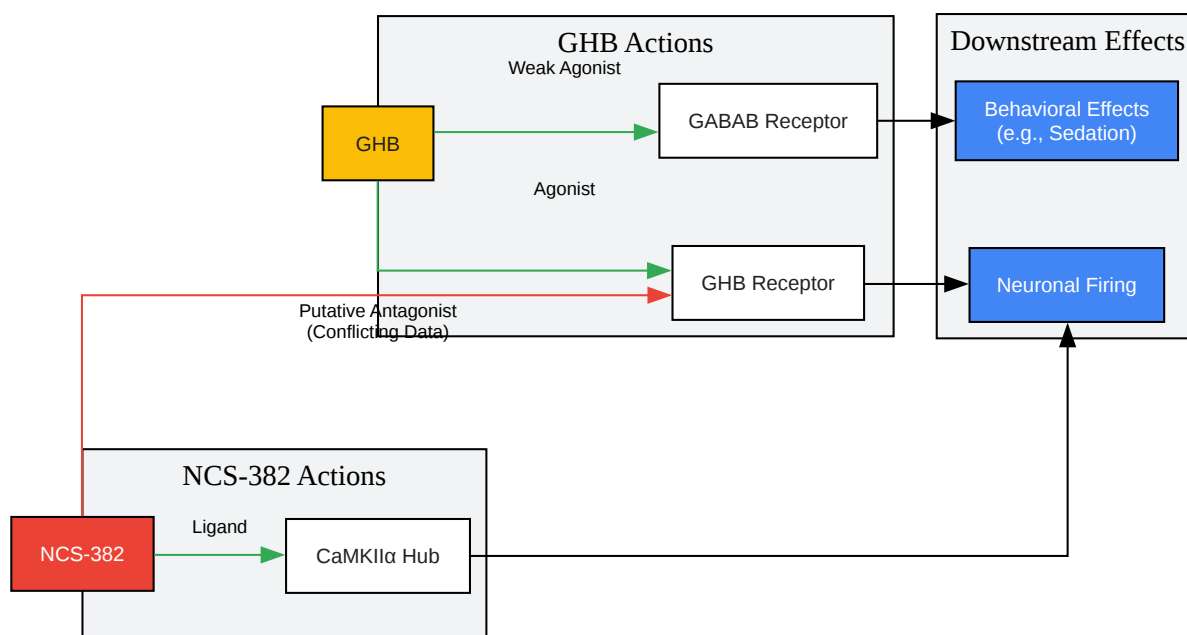 GHB Actions
Downstream Effects
Weak Agonist
GHB
GABAB Receptor
Behavioral Effects
(e.g., Sedation)
Agonist
GHB Receptor
Neuronal Firing
Putative Antagonist
(Conflicting Data)
NCS-382 Actions
NCS-382
Ligand
CaMKIIα Hub